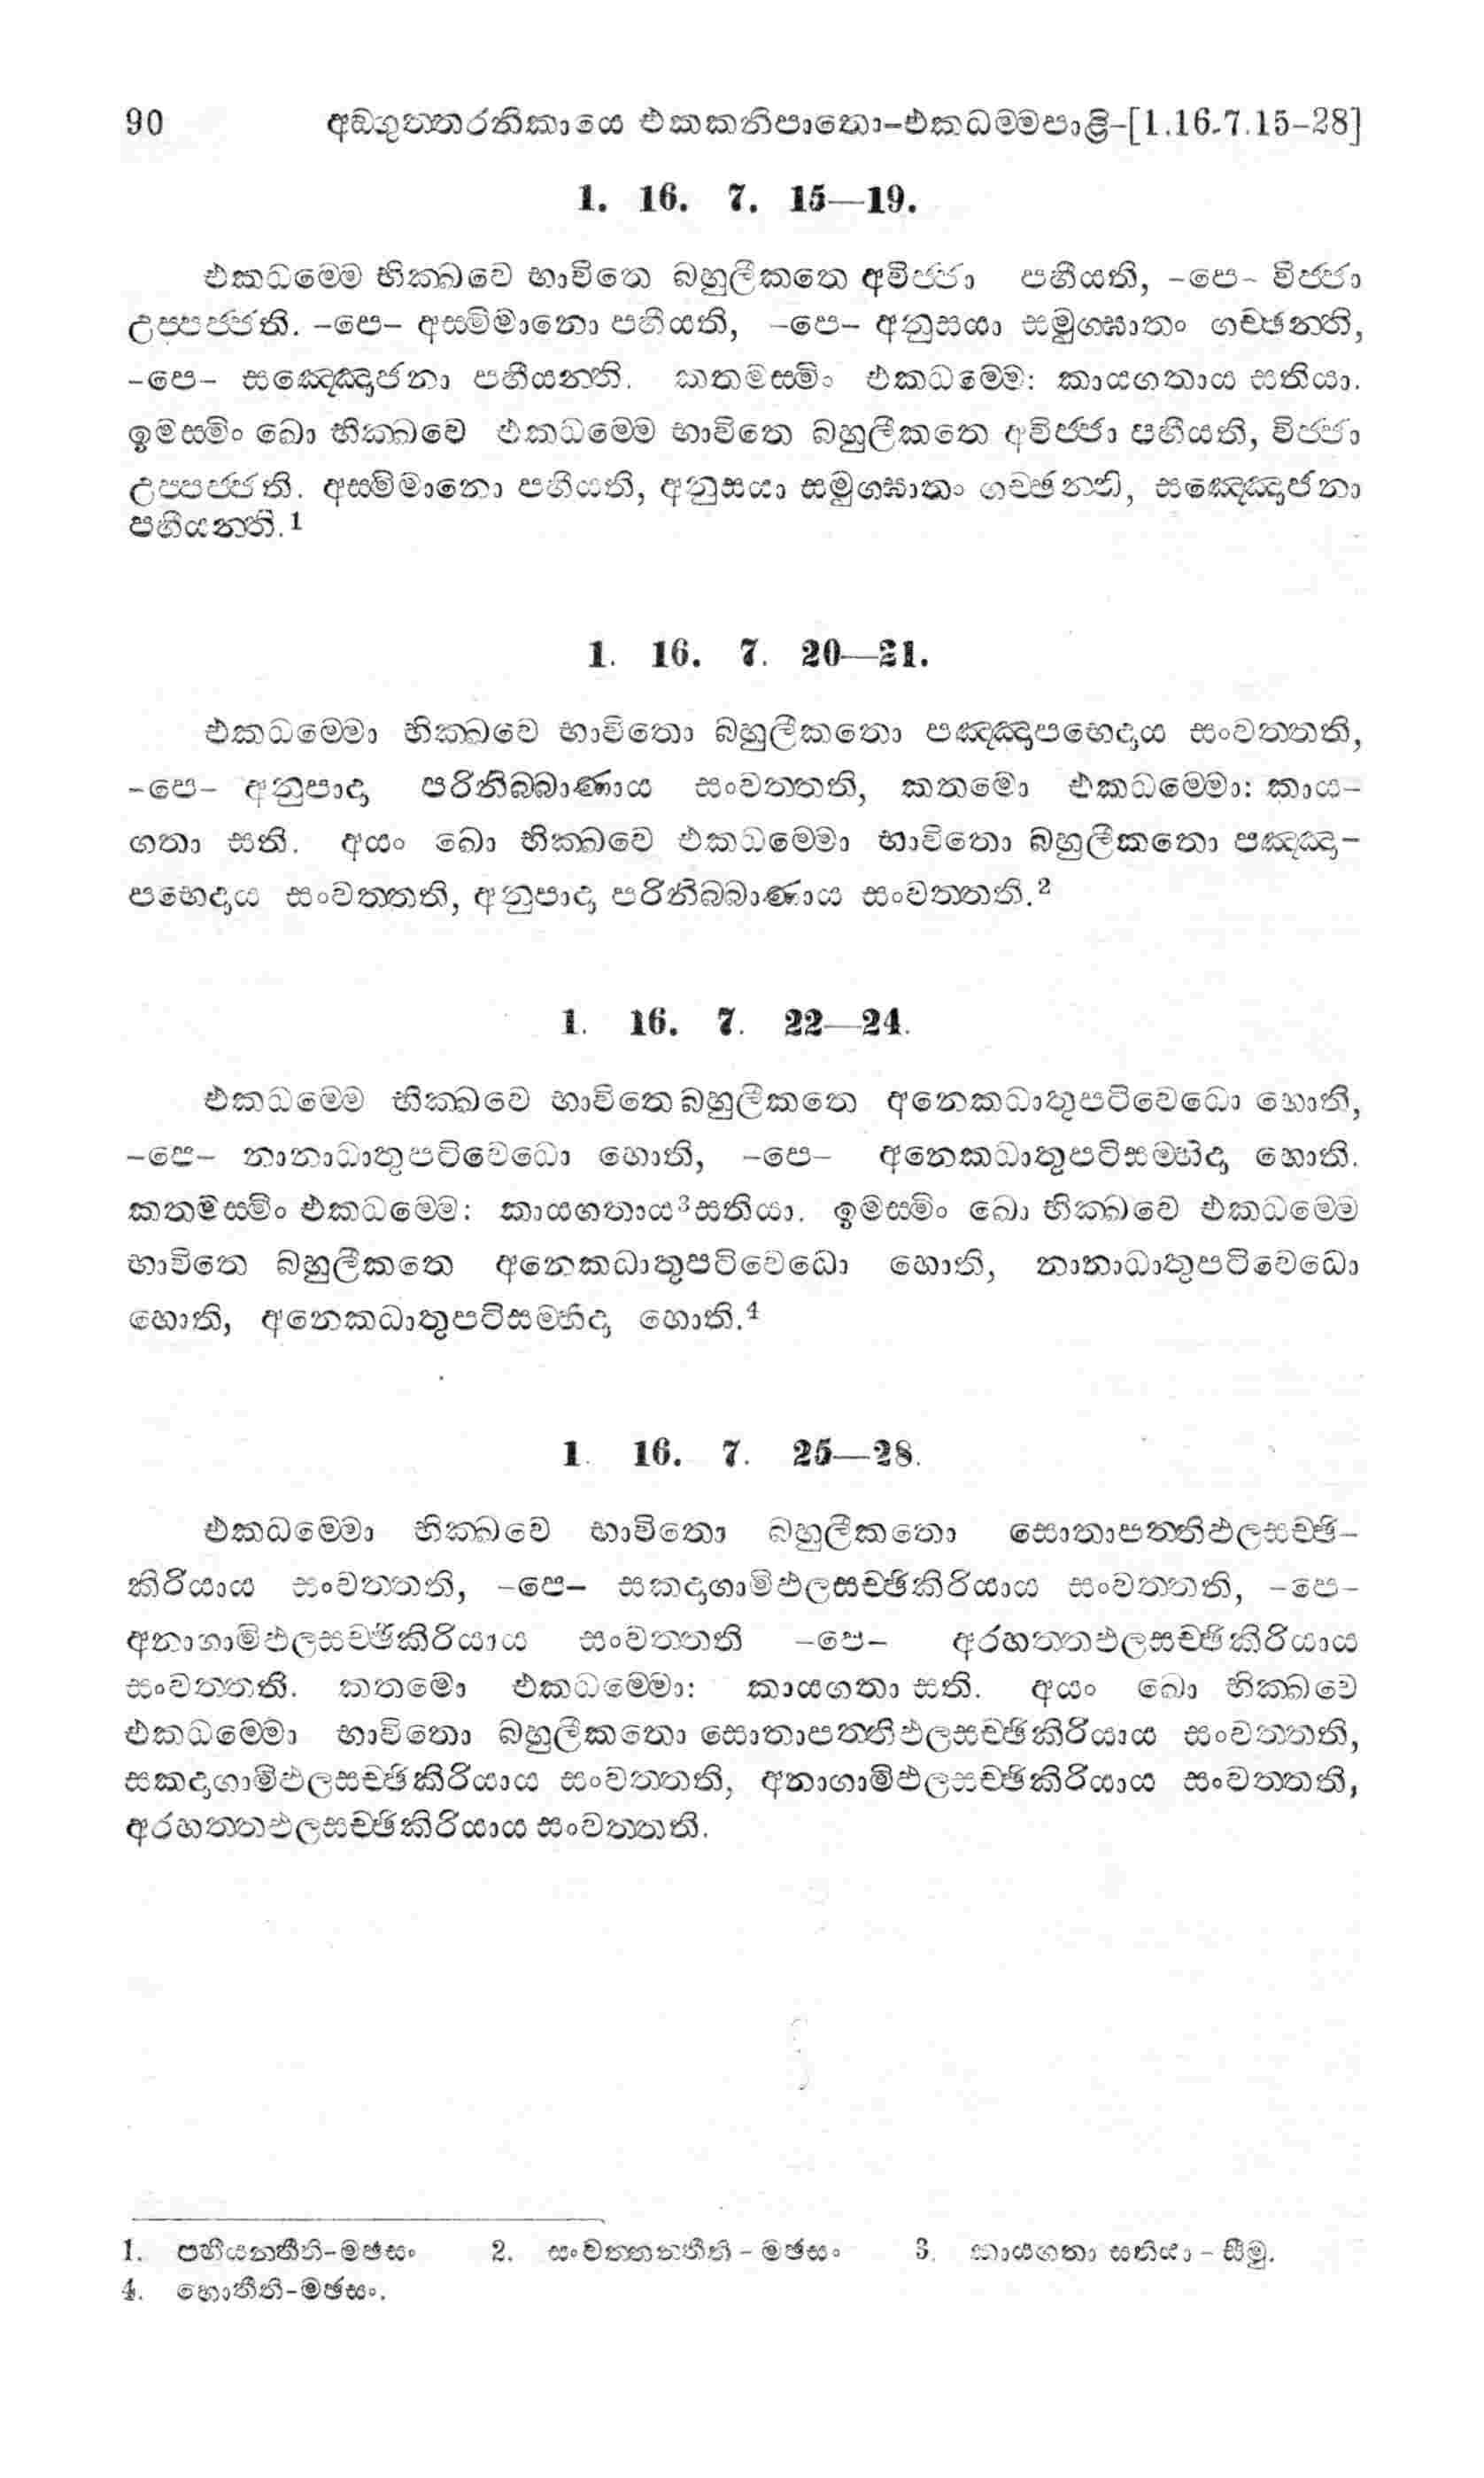 90 අඞගුත්තරනිකායෙ එකකනිපාතො-එකධම්මපාළි-[1.16.7.15-28]
1. 16. 7. 15—19.
එකධම්මෙ භික්ඛවෙ භාවිතෙ බහුලීකතෙ අවිජ්ජා පහීයති, -පෙ- විජ්ජා
උප්පජ්ජති. -පෙ- අස්මිමානො පහීයති, -පෙ- අනුසයා සමුග්ඝාතං ගච්ඡන්ති,
-පෙ- සඤ්ඤොජනා පහීයන්ති. කතමස්මිං එකධම්මෙ: කායගතාය සතියා.
ඉමස්මිං ඛො භික්ඛවෙ එකධම්මෙ භාවිතෙ බහුලීකතෙ අවිජ්ජා පහීයති, විජ්ජා
උප්පජ්ජති. අස්මිමානො පහීයති, අනුසයා සමුග්ඝාතං ගච්ඡන්ති, සඤ්ඤොජනා
පහීයන්ති.1
1. 16. 7. 20—21.
එකධම්මො භික්ඛවෙ භාවිතො බහුලීකතො පඤ්ඤාපභෙදාය සංවත්තති,
-පෙ- අනුපාදා පරිනිබ්බාණාය සංවත්තති, කතමො එකධම්මො: කාය-
ගතා සති. අයං ඛො භික්ඛවෙ එකධම්මො භාවිතො බහුලීකතො පඤ්ඤා-
පභෙදාය සංවත්තති, අනුපාදා පරිනිබ්බාණාය සංවත්තති.2
1. 16. 7. 22—24.
එකධම්මෙ භික්ඛවෙ භාවිතෙ බහුලීකතෙ අනෙකධාතුපටිවෙධො හොති,
-පෙ- නානාධාතුපටිවෙධො හොති, -පෙ- අනෙකධාතුපටිසම්භිදා හොති.
කතමස්මිං එකධම්මෙ: කායගතාය3සතියා. ඉමස්මිං ඛො භික්ඛවෙ එකධම්මෙ
භාවිතෙ බහුලීකතෙ අනෙකධාතුපටිවෙධො හොති, නානාධාතුපටිවෙධො
හොති, අනෙකධාතුපටිසම්භිදා හොති.4
1. 16. 7. 25—28.
එකධම්මො භික්ඛවෙ භාවිතො බහුලීකතො සොතාපත්තිඵලසච්ඡි-
කිරියාය සංවත්තති, -පෙ- සකදාගාමිඵලසච්ඡිකිරියාය සංවත්තති, -පෙ-
අනාගාමිඵලසච්ඡිකිරියාය සංවත්තති -පෙ- අරහත්තඵලසච්ඡිකිරියාය
සංවත්තති. කතමො එකධම්මො: කායගතා සති. අයං ඛො භික්ඛවෙ
එකධම්මො භාවිතො බහුලීකතො සොතාපත්තිඵලසච්ඡිකිරියාය සංවත්තති,
සකදාගාමිඵලසච්ඡිකිරියාය සංවත්තති, අනාගාමිඵලසච්ඡිකිරියාය සංවත්තති,
අරහත්තඵලසච්ඡිකිරියාය සංවත්තති.
1. පහීයන්තීති-මඡසං 2. සංවත්තන්තීති - මඡසං 3. කායගතා සතියා - සීමු.
4. හොතීති-මඡසං.